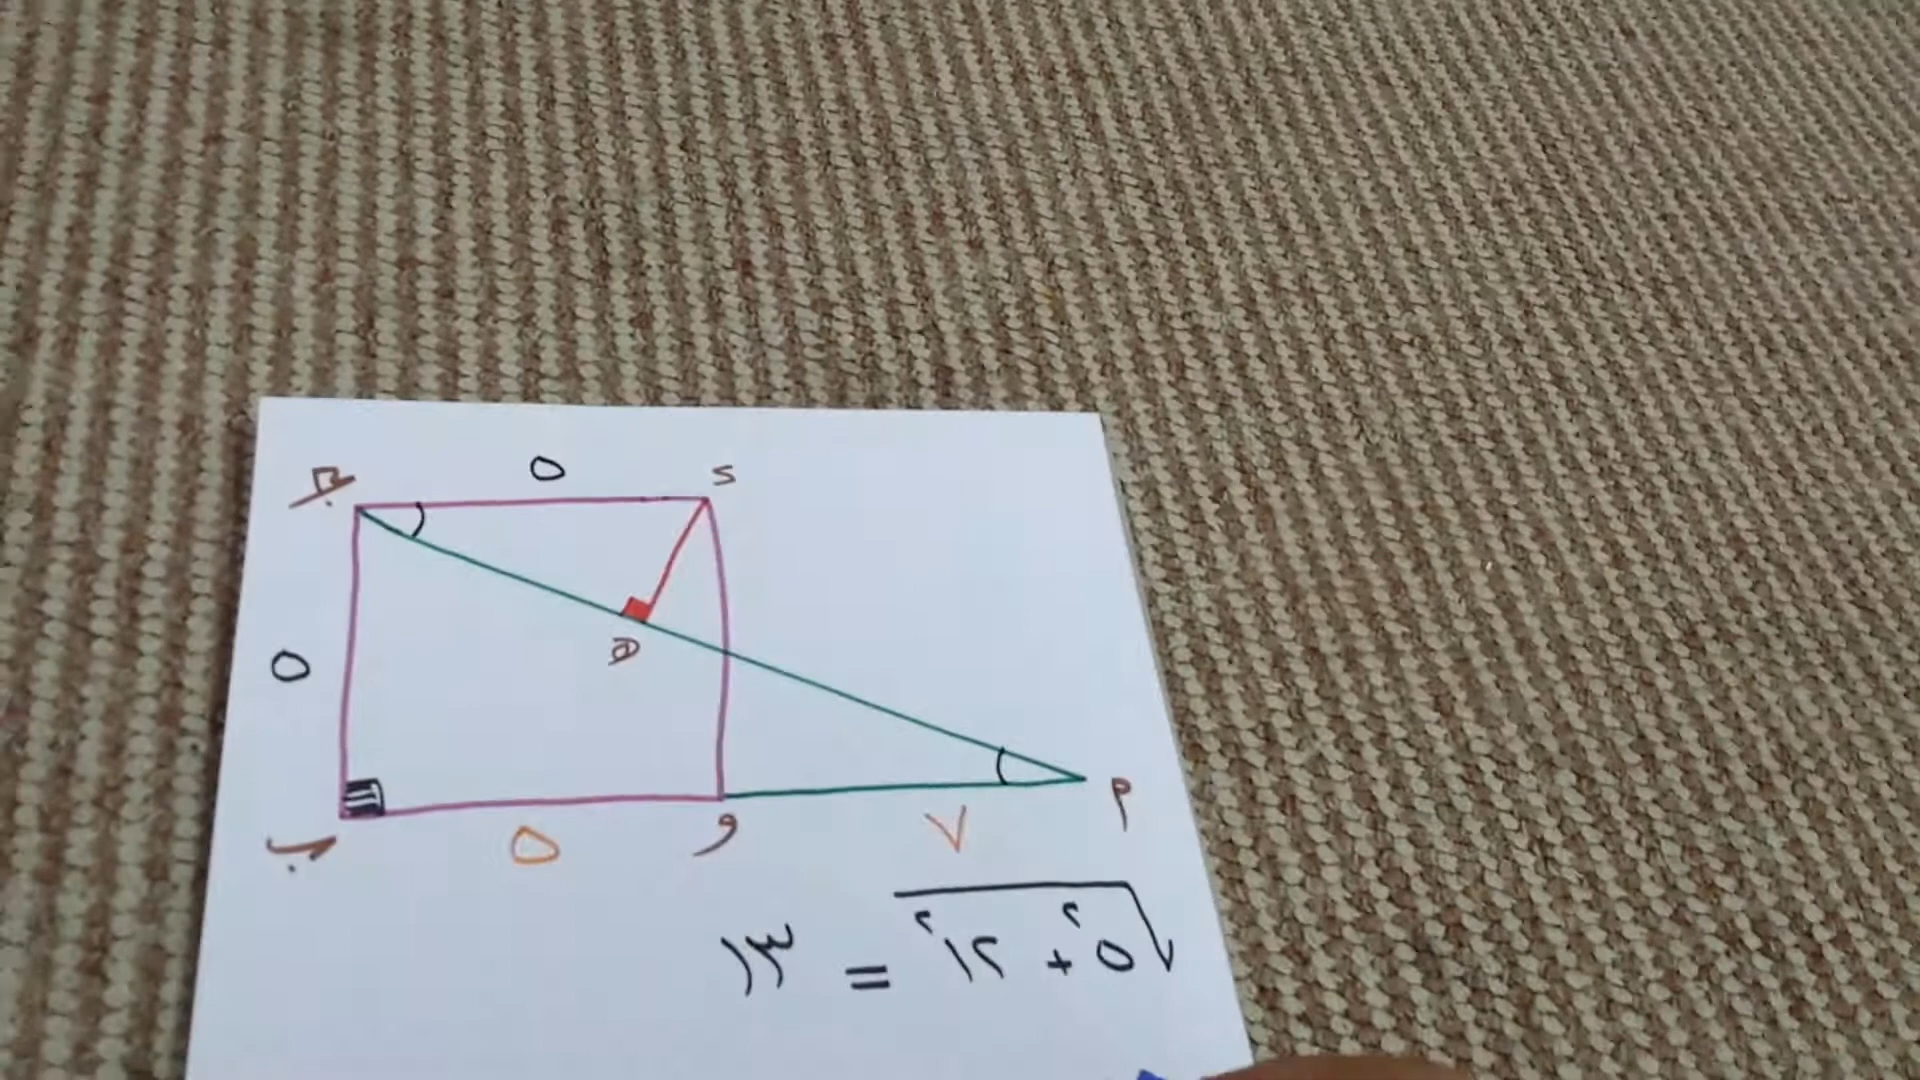 د ٥ جـ
٥
هـ
أ ٧ و ٥ ب
√٥² + ١٢² = ١٣